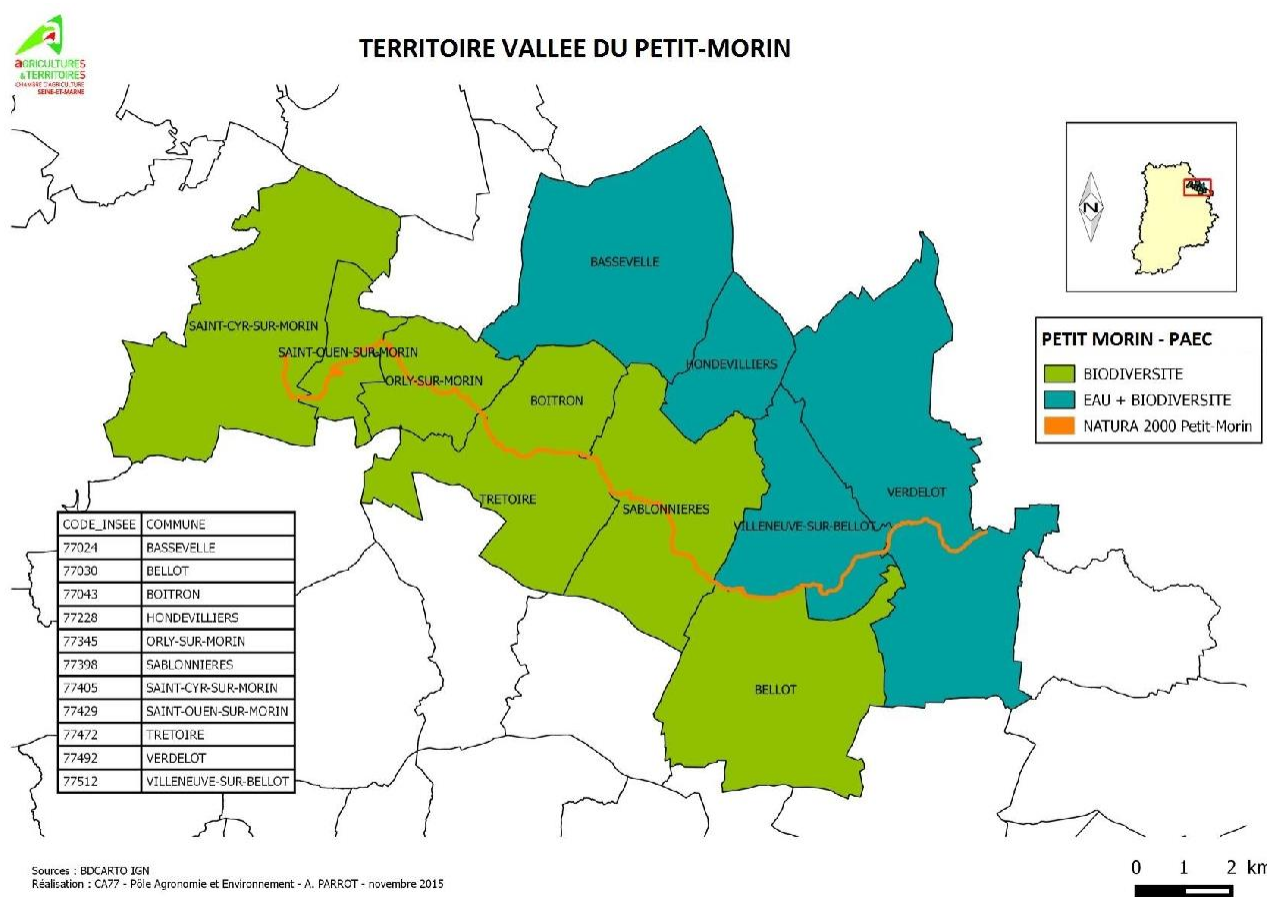 TERRITOIRE VALLEE DU PETIT-MORIN
aGRICULTURES
&TERRITOIRES
CHAMBRE D'AGRICULTURE
SEINE-ET-MARNE
BASSEVELLE
SAINT-CYR-SUR-MORIN
SAINT-OUEN-SUR-MORIN
HONDEVILLIERS
ORLY-SUR-MORIN
BOITRON
VERDELOT
TRETOIRE
SABLONNIERES
VILLENEUVE-SUR-BELLOT
BELLOT
N
PETIT MORIN - PAEC
BIODIVERSITE
EAU + BIODIVERSITE
NATURA 2000 Petit-Morin
CODE_INSEE COMMUNE
77024 BASSEVELLE
77030 BELLOT
77043 BOITRON
77228 HONDEVILLIERS
77345 ORLY-SUR-MORIN
77398 SABLONNIERES
77405 SAINT-CYR-SUR-MORIN
77429 SAINT-OUEN-SUR-MORIN
77472 TRETOIRE
77492 VERDELOT
77512 VILLENEUVE-SUR-BELLOT
Sources : BDCARTO IGN
Réalisation : CA77 - Pôle Agronomie et Environnement - A. PARROT - novembre 2015
0 1 2 km